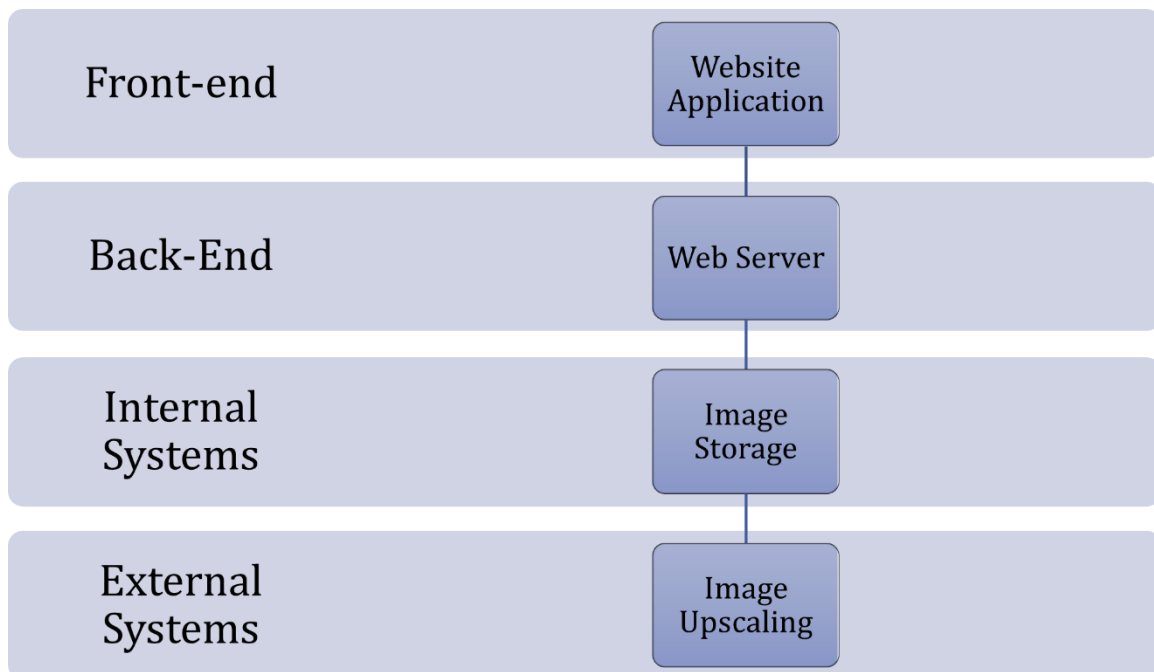 Front-end
Website
Application
Back-End
Web Server
Internal
Systems
Image
Storage
External
Systems
Image
Upscaling